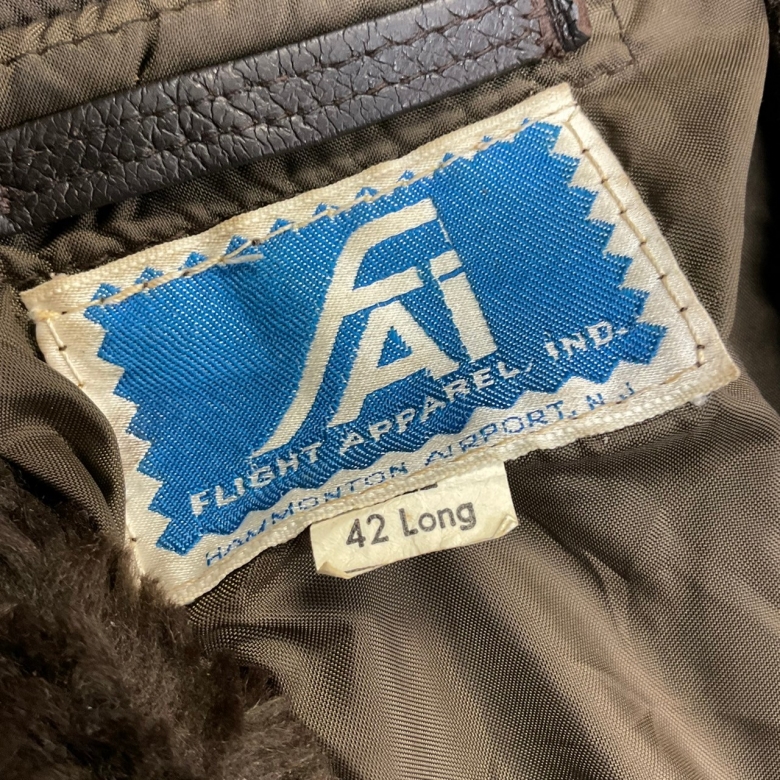 FAI
FLIGHT APPAREL, IND.
HAMMONTON AIRPORT, N.J.
42 Long